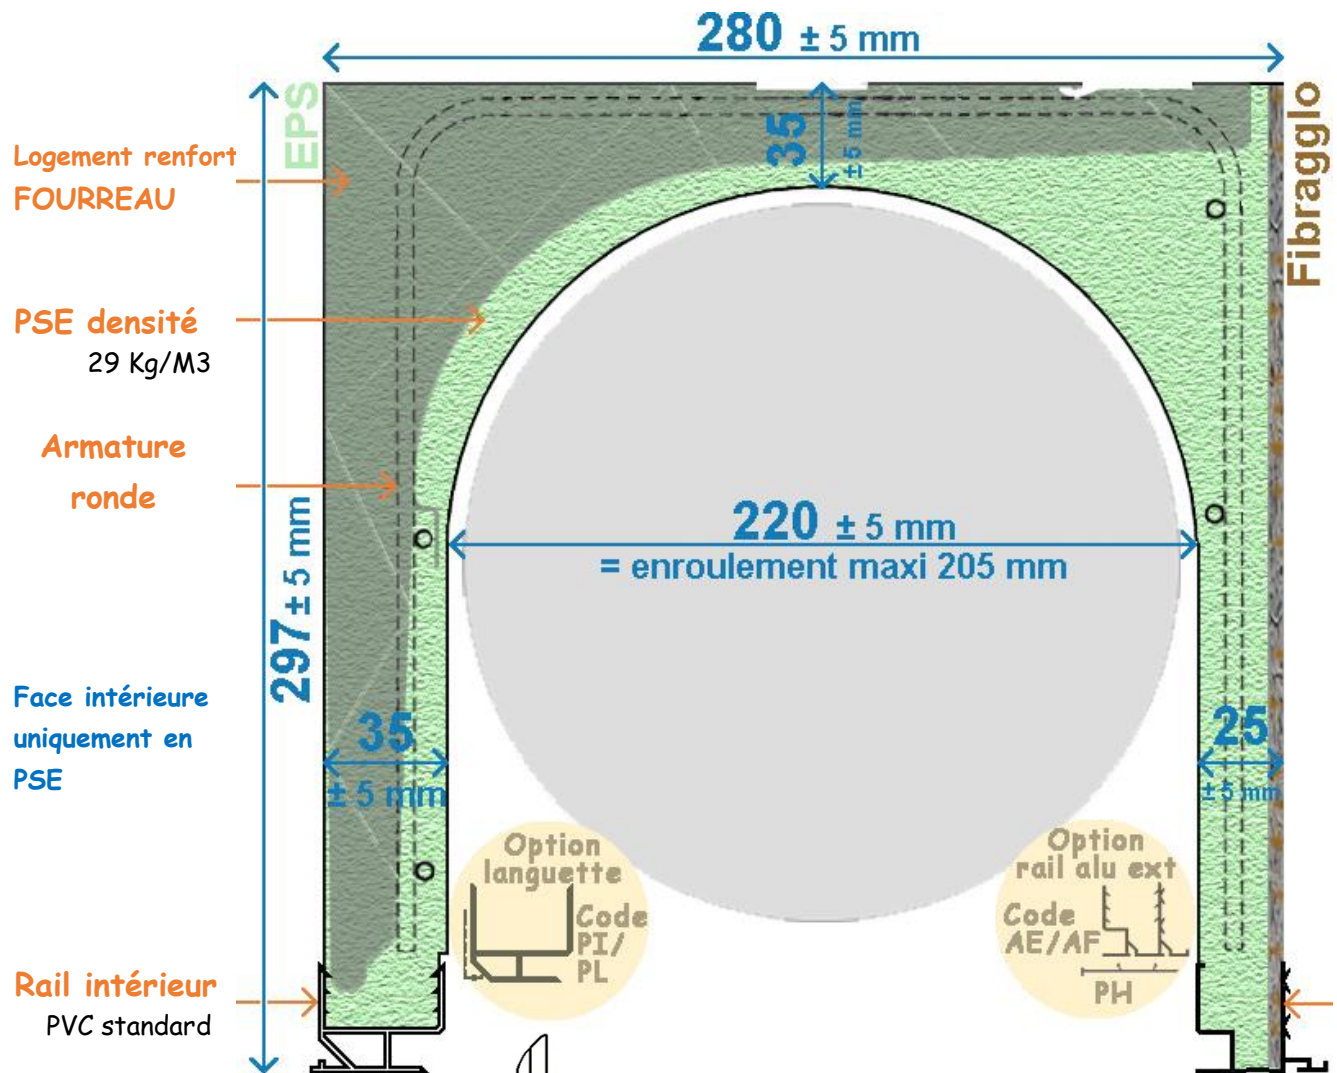 280 ± 5 mm
EPS
35
± 5 mm
Fibragglo
Logement renfort
FOURREAU
PSE densité
29 Kg/M3
Armature
ronde
220 ± 5 mm
= enroulement maxi 205 mm
297 ± 5 mm
Face intérieure
uniquement en
PSE
35
± 5 mm
25
± 5 mm
Option
languette
Code
PI/
PL
Option
rail alu ext
Code
AE/AF
PH
Rail intérieur
PVC standard